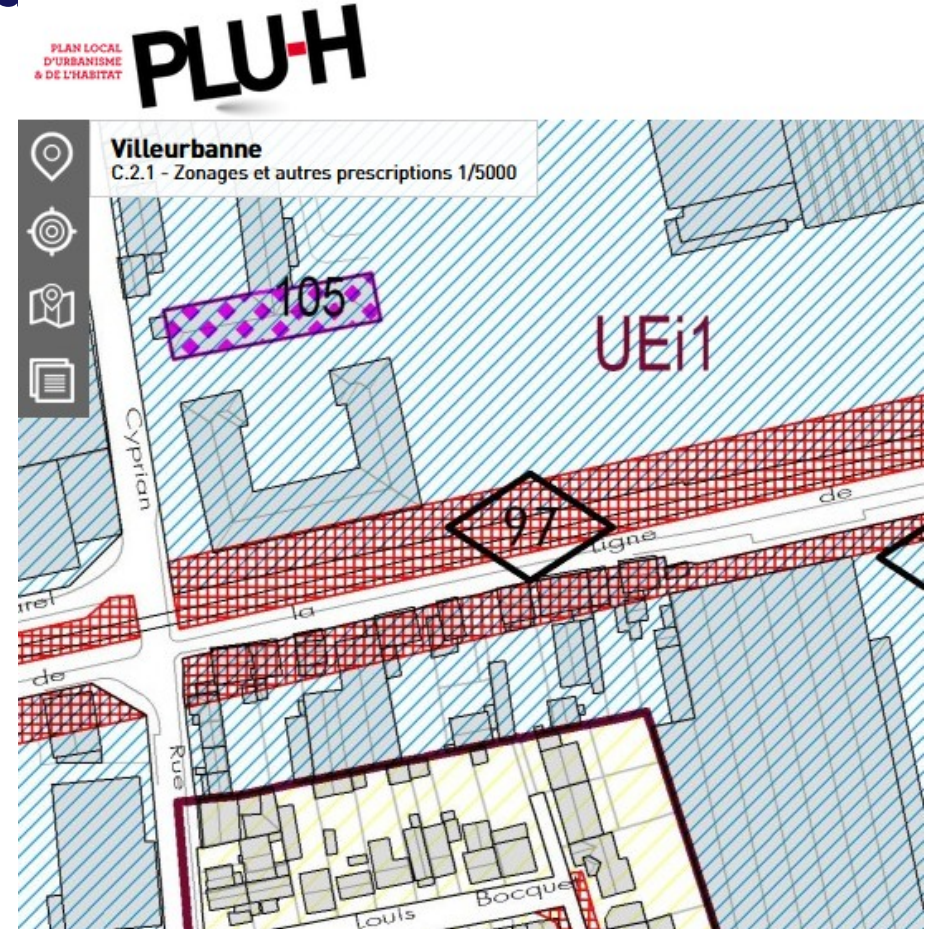 PLAN LOCAL
D'URBANISME
& DE L'HABITAT
PLU-H
Villeurbanne
C.2.1 - Zonages et autres prescriptions 1/5000
105
UEi1
Cyprian
97
de
Ligne
la
de
Rue
Bocque
Louis